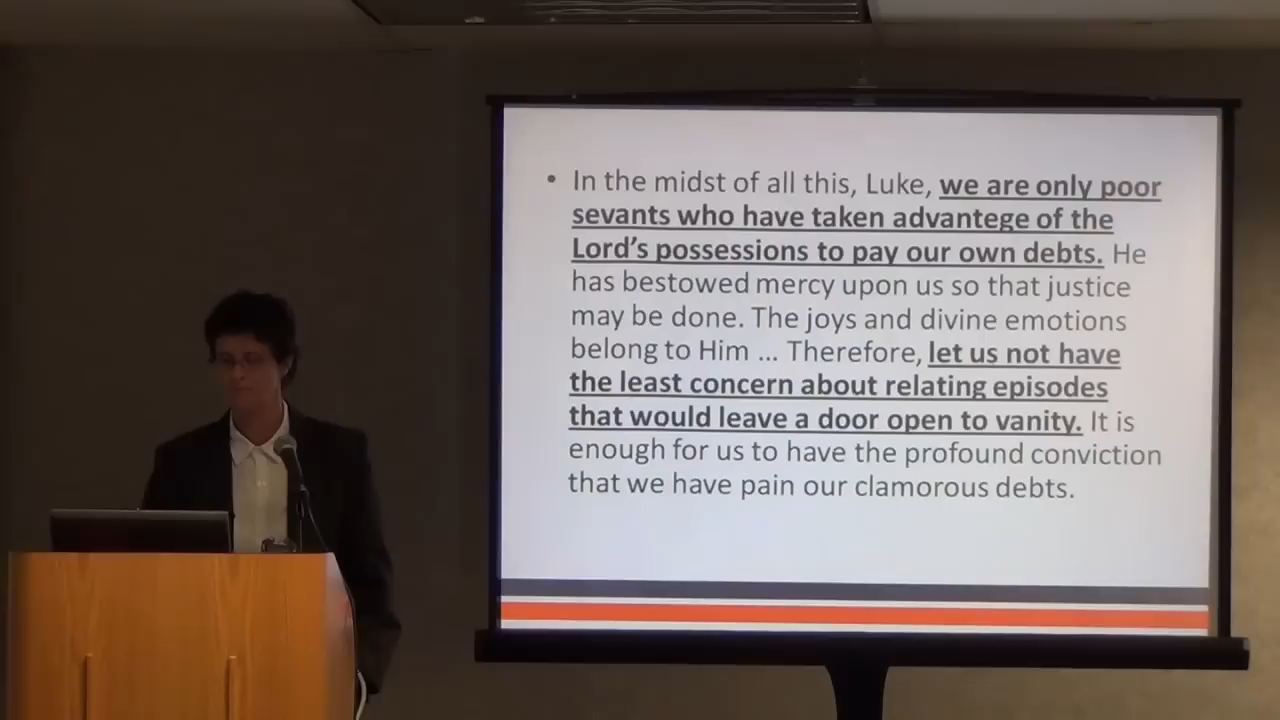 • In the midst of all this, Luke, we are only poor
sevants who have taken advantege of the
Lord's possessions to pay our own debts. He
has bestowed mercy upon us so that justice
may be done. The joys and divine emotions
belong to Him ... Therefore, let us not have
the least concern about relating episodes
that would leave a door open to vanity. It is
enough for us to have the profound conviction
that we have pain our clamorous debts.